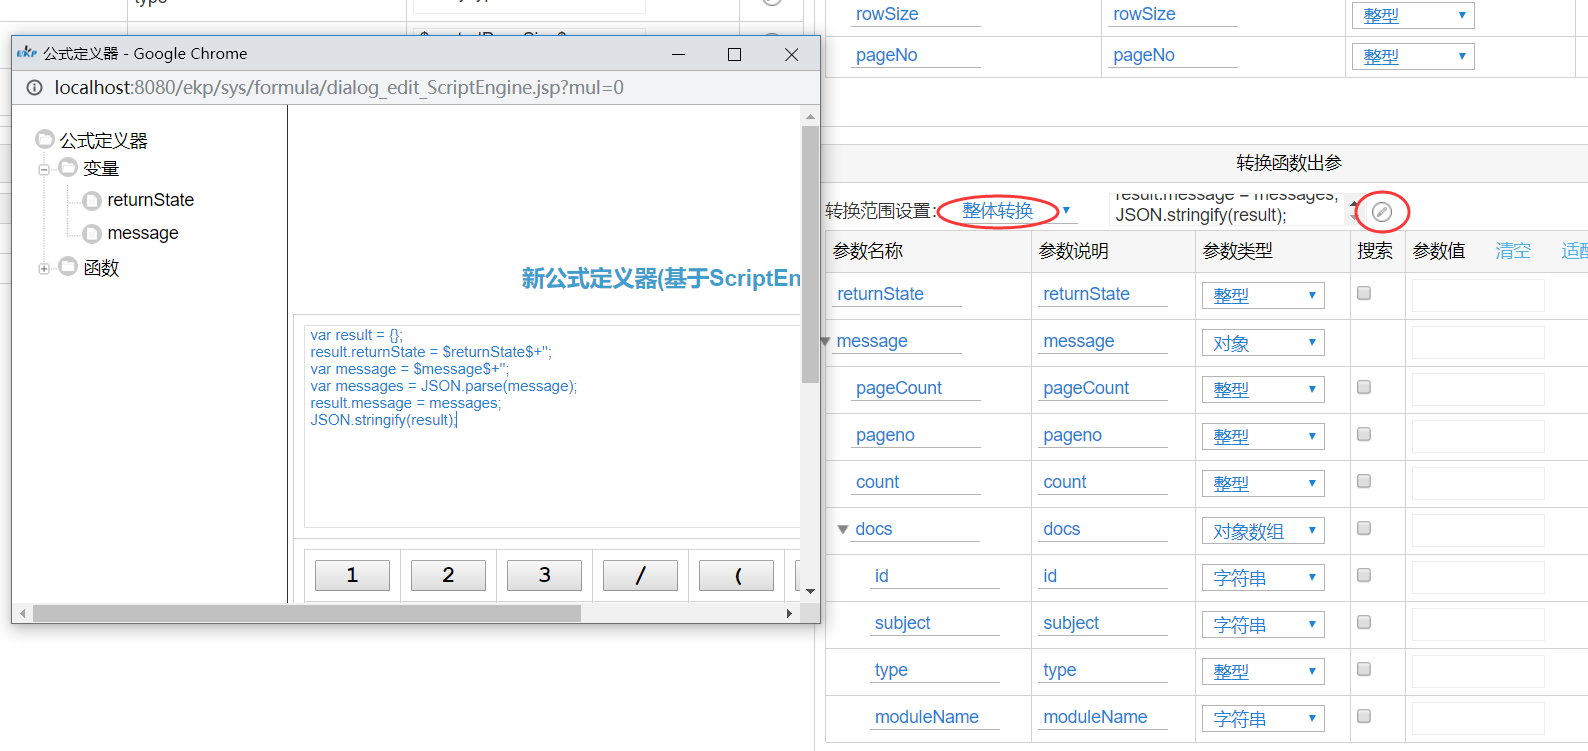 type
rowSize
rowSize
整型
pageNo
pageNo
整型
公式定义器 - Google Chrome
localhost:8080/ekp/sys/formula/dialog_edit_ScriptEngine.jsp?mul=0
公式定义器
变量
returnState
message
函数
新公式定义器(基于ScriptEn
var result = {};
result.returnState = $returnState$+'';
var message = $message$+'';
var messages = JSON.parse(message);
result.message = messages;
JSON.stringify(result);
1 2 3 / (
转换函数出参
转换范围设置: 整体转换
result.message = messages;
JSON.stringify(result);
参数名称 参数说明 参数类型 搜索 参数值 清空 适配
returnState returnState 整型
message message 对象
pageCount pageCount 整型
pageno pageno 整型
count count 整型
docs docs 对象数组
id id 字符串
subject subject 字符串
type type 整型
moduleName moduleName 字符串